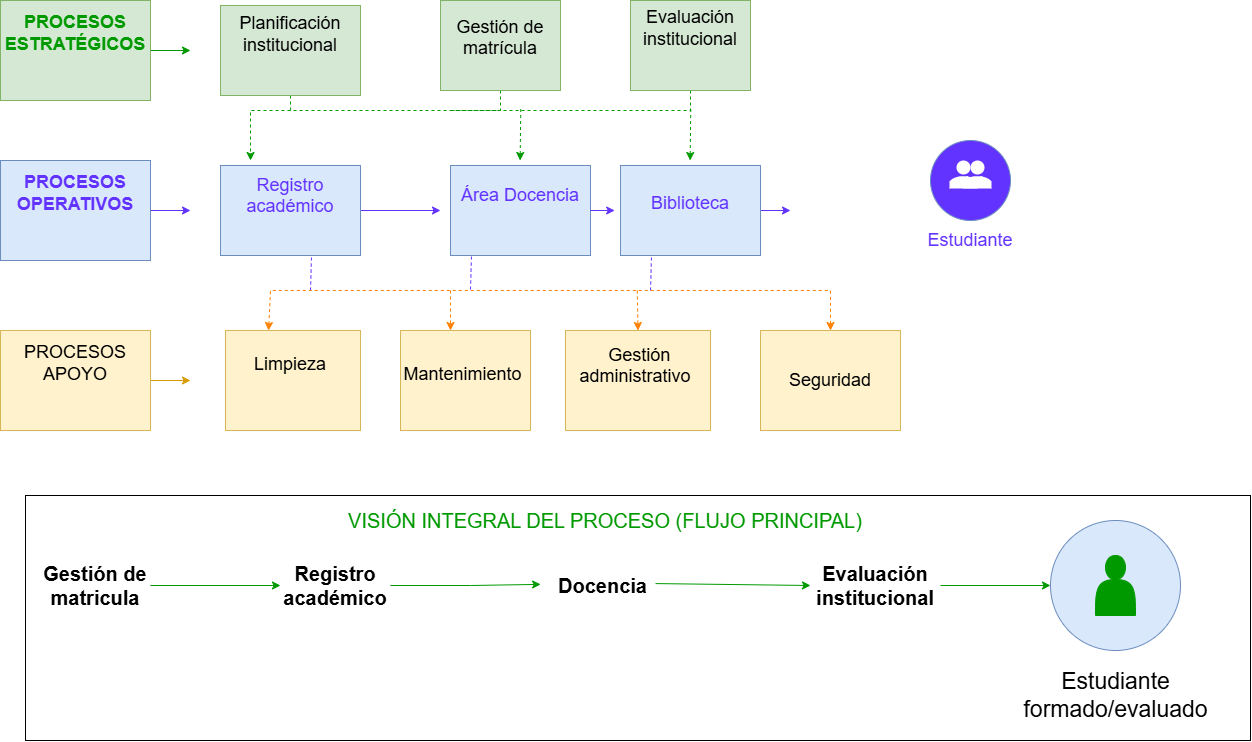 PROCESOS
ESTRATÉGICOS
Planificación
institucional
Gestión de
matrícula
Evaluación
institucional
PROCESOS
OPERATIVOS
Registro
académico
Área Docencia
Biblioteca
Estudiante
PROCESOS
APOYO
Limpieza
Mantenimiento
Gestión
administrativo
Seguridad
VISIÓN INTEGRAL DEL PROCESO (FLUJO PRINCIPAL)
Gestión de
matricula
Registro
académico
Docencia
Evaluación
institucional
Estudiante
formado/evaluado